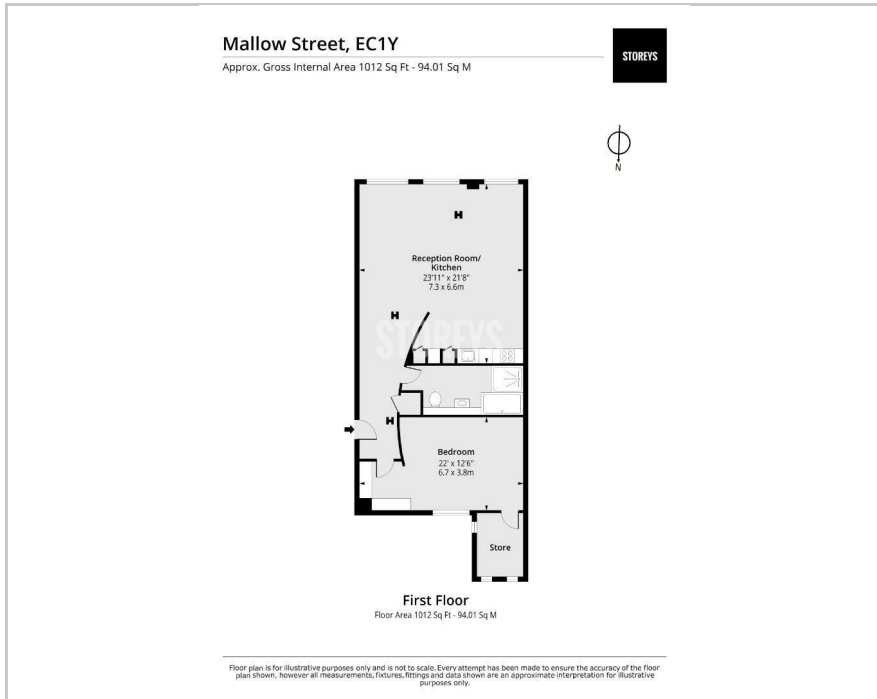 Mallow Street, EC1Y
Approx. Gross Internal Area 1012 Sq Ft - 94.01 Sq M
STOREYS
N
Reception Room/
Kitchen
23'11" x 21'8"
7.3 x 6.6m
STOREYS
Bedroom
22' x 12'6"
6.7 x 3.8m
Store
First Floor
Floor Area 1012 Sq Ft - 94.01 Sq M
Floor plan is for illustrative purposes only and is not to scale. Every attempt has been made to ensure the accuracy of the floor
plan shown, however all measurements, fixtures, fittings and data shown are an approximate interpretation for illustrative
purposes only.